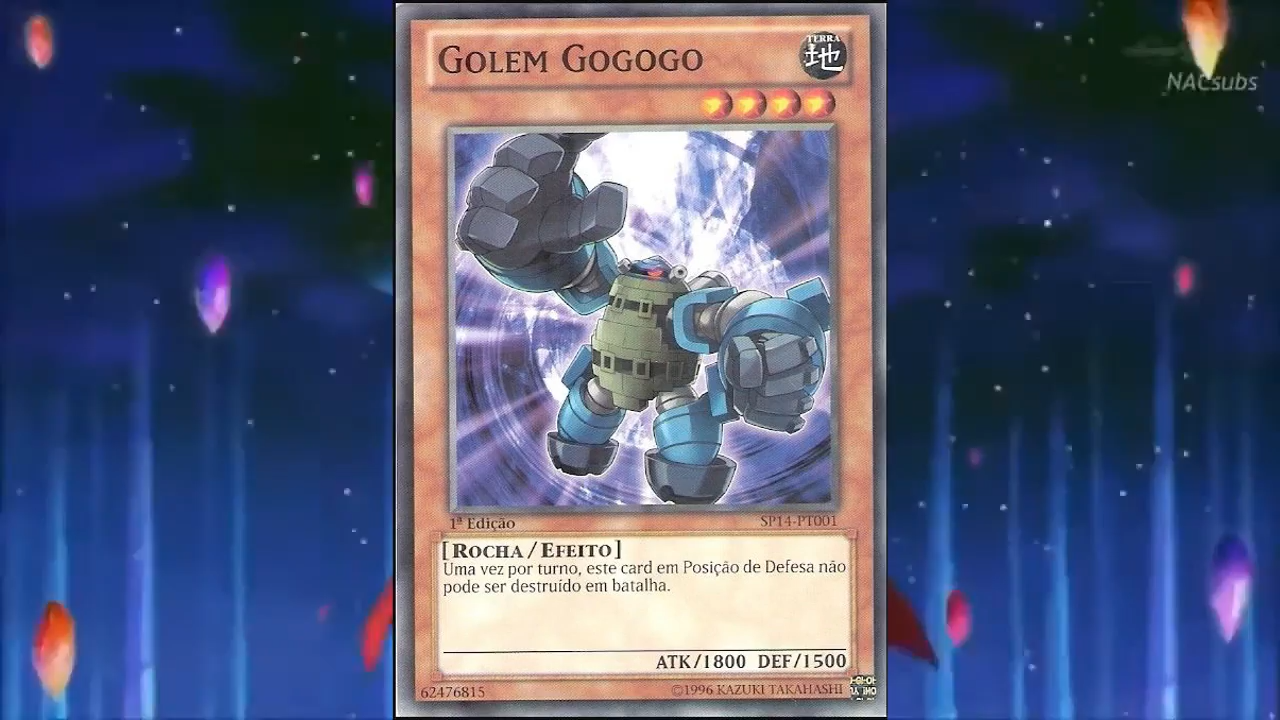 NACsubs
GOLEM GOGOGO
TERRA
地
1ª Edição
SP14-PT001
[ROCHA/EFEITO]
Uma vez por turno, este card em Posição de Defesa não
pode ser destruído em batalha.
ATK/1800 DEF/1500
62476815
©1996 KAZUKI TAKAHASHI